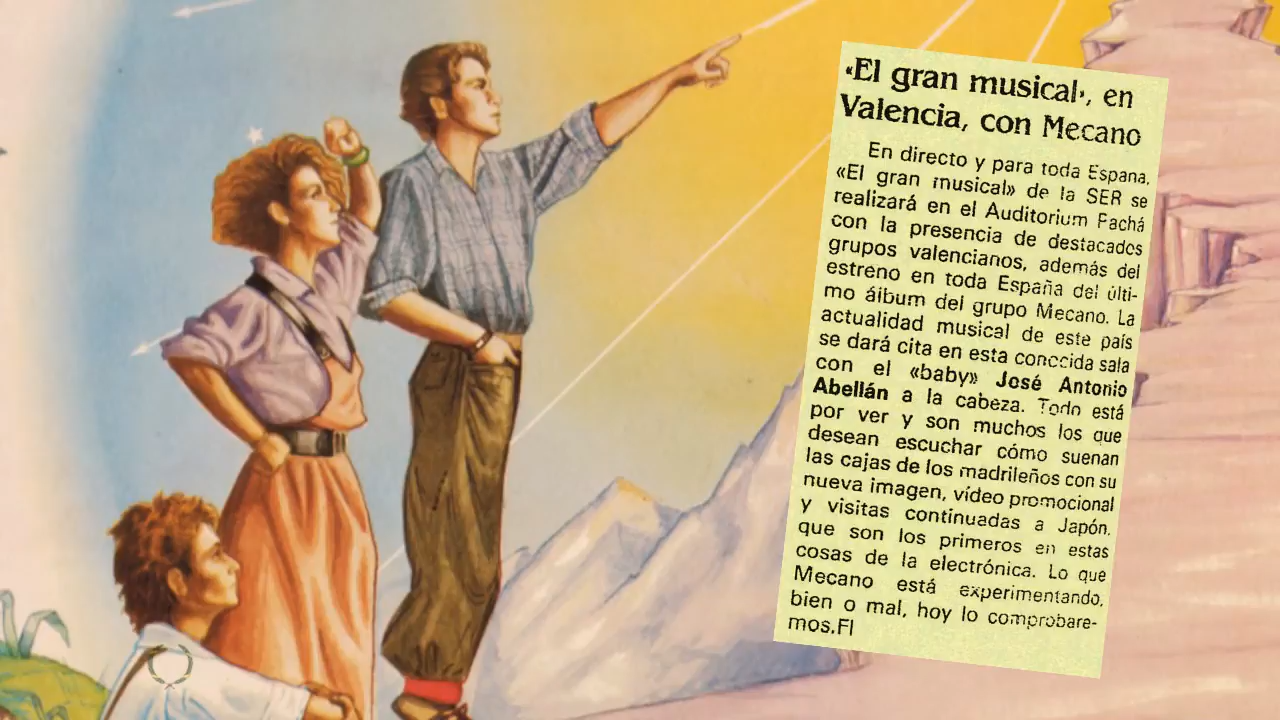 «El gran musical», en
Valencia, con Mecano
En directo y para toda Espana,
«El gran musical» de la SER se
realizará en el Auditorium Pachá
con la presencia de destacados
grupos valencianos, además del
estreno en toda España del últi-
mo álbum del grupo Mecano. La
actualidad musical de este país
se dará cita en esta conocida sala
con el «baby» José Antonio
Abellán a la cabeza. Todo está
por ver y son muchos los que
desean escuchar cómo suenan
las cajas de los madrileños con su
nueva imagen, vídeo promocional
y visitas continuadas a Japón,
que son los primeros en estas
cosas de la electrónica. Lo que
Mecano está experimentando,
bien o mal, hoy lo comprobare-
mos.Fl